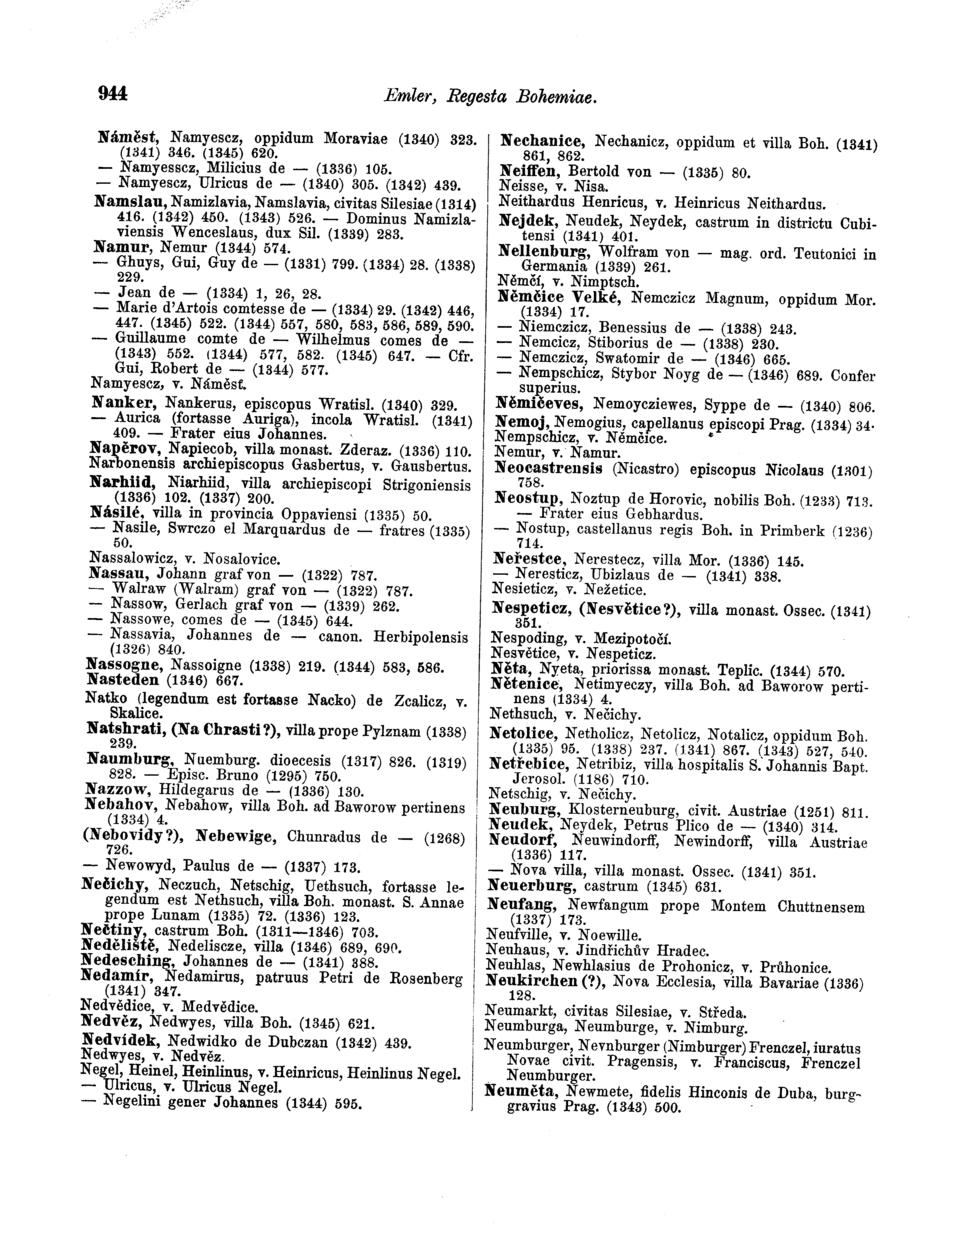 944
Emler, Regesta Bohemiae.
Náměst, Namyescz, oppidum Moraviae (1340) 323.
(1341) 346. (1345) 620.
— Namyesscz, Milicius de — (1336) 105.
— Namyescz, Ulricus de — (1340) 305. (1342) 439.
Namslau, Namizlavia, Namslavia, civitas Silesiae (1314)
416. (1342) 450. (1343) 526. — Dominus Namizla-
viensis Wenceslaus, dux Sil. (1339) 283.
Namur, Nemur (1344) 574.
— Ghuys, Gui, Guy de — (1331) 799. (1334) 28. (1338)
229.
— Jean de — (1334) 1, 26, 28.
— Marie d'Artois comtesse de — (1334) 29. (1342) 446,
447. (1345) 522. (1344) 557, 580, 583, 586, 589, 590.
— Guillaume comte de — Wilhelmus comes de —
(1343) 552. (1344) 577, 582. (1345) 647. — Cfr.
Gui, Robert de — (1344) 577.
Namyescz, v. Náměst.
Nanker, Nankerus, episcopus Wratisl. (1340) 329.
— Aurica (fortasse Auriga), incola Wratisl. (1341)
409. — Frater eius Johannes.
Napěrov, Napiecob, villa monast. Zderaz. (1336) 110.
Narbonensis archiepiscopus Gasbertus, v. Gausbertus.
Narhiid, Niarhiid, villa archiepiscopi Strigoniensis
(1336) 102. (1337) 200.
Násilé, villa in provincia Oppaviensi (1335) 50.
— Nasile, Swrczo el Marquardus de — fratres (1335)
50.
Nassalowicz, v. Nosalovice.
Nassau, Johann graf von — (1322) 787.
— Walraw (Walram) graf von — (1322) 787.
— Nassow, Gerlach graf von — (1339) 262.
— Nassowe, comes de — (1345) 644.
— Nassavia, Johannes de — canon. Herbipolensis
(1326) 840.
Nassogne, Nassoigne (1338) 219. (1344) 583, 586.
Nasteden (1346) 667.
Natko (legendum est fortasse Nacko) de Zcalicz, v.
Skalice.
Natshrati, (Na Chrasti?), villa prope Pylznam (1338)
239.
Naumburg, Nuemburg. dioecesis (1317) 826. (1319)
828. — Episc. Bruno (1295) 750.
Nazzow, Hildegarus de — (1336) 130.
Nebahov, Nebahow, villa Boh. ad Baworow pertinens
(1334) 4.
(Nebovidy?), Nebewige, Chunradus de — (1268)
726.
— Newowyd, Paulus de — (1337) 173.
Nečichy, Neczuch, Netschig, Uethsuch, fortasse le-
gendum est Nethsuch, villa Boh. monast. S. Annae
prope Lunam (1335) 72. (1336) 123.
Nečtiny, castrum Boh. (1311—1346) 703.
Neděliště, Nedeliscze, villa (1346) 689, 690.
Nedesching, Johannes de — (1341) 388.
Nedamír, Nedamirus, patruus Petri de Rosenberg
(1341) 347.
Nedvědice, v. Medvědice.
Nedvěz, Nedwyes, villa Boh. (1345) 621.
Nedvídek, Nedwidko de Dubczan (1342) 439.
Nedwyes, v. Nedvěz.
Negel, Heinel, Heinlinus, v. Heinricus, Heinlinus Negel.
— Ulricus, v. Ulricus Negel.
— Negelini gener Johannes (1344) 595.
Nechanice, Nechanicz, oppidum et villa Boh. (1341)
861, 862.
Neiffen, Bertold von — (1335) 80.
Neisse, v. Nisa.
Neithardus Henricus, v. Heinricus Neithardus.
Nejdek, Neudek, Neydek, castrum in districtu Cubi-
tensi (1341) 401.
Nellenburg, Wolfram von — mag. ord. Teutonici in
Germania (1339) 261.
Němčí, v. Nimptsch.
Němčice Velké, Nemczicz Magnum, oppidum Mor.
(1334) 17.
— Niemczicz, Benessius de — (1338) 243.
— Nemcicz, Stiborius de — (1338) 230.
— Nemczicz, Swatomir de — (1346) 665.
— Nempschicz, Stybor Noyg de — (1346) 689. Confer
superius.
Němičeves, Nemoycziewes, Syppe de — (1340) 806.
Nemoj, Nemogius, capellanus episcopi Prag. (1334) 34.
Nempschicz, v. Němčice.
Nemur, v. Namur.
Neocastrensis (Nicastro) episcopus Nicolaus (1301)
758.
Neostup, Noztup de Horovic, nobilis Boh. (1233) 713.
— Frater eius Gebhardus.
— Nostup, castellanus regis Boh. in Primberk (1236)
714.
Neřestce, Nerestecz, villa Mor. (1336) 145.
— Neresticz, Ubizlaus de — (1341) 338.
Nesieticz, v. Nežetice.
Nespeticz, (Nesvětice?), villa monast. Ossec. (1341)
351.
Nespoding, v. Mezipotočí.
Nesvětice, v. Nespeticz.
Něta, Nyeta, priorissa monast. Teplic. (1344) 570.
Nětenice, Netimyeczy, villa Boh. ad Baworow perti-
nens (1334) 4.
Nethsuch, v. Nečichy.
Netolice, Netholicz, Netolicz, Notalicz, oppidum Boh.
(1335) 95. (1338) 237. (1341) 867. (1343) 527, 540.
Netřebice, Netribiz, villa hospitalis S. Johannis Bapt.
Jerosol. (1186) 710.
Netschig, v. Nečichy.
Neuburg, Klosterneuburg, civit. Austriae (1251) 811.
Neudek, Neydek, Petrus Plico de — (1340) 314.
Neudorf, Neuwindorff, Newindorff, villa Austriae
(1336) 117.
— Nova villa, villa monast. Ossec. (1341) 351.
Neuerburg, castrum (1345) 631.
Neufang, Newfangum prope Montem Chuttnensem
(1337) 173.
Neufville, v. Noewille.
Neuhaus, v. Jindřichův Hradec.
Neuhlas, Newhlasius de Prohonicz, v. Průhonice.
Neukirchen (?), Nova Ecclesia, villa Bavariae (1336)
128.
Neumarkt, civitas Silesiae, v. Středa.
Neumburga, Neumburge, v. Nimburg.
Neumburger, Nevnburger (Nimburger) Frenczel, iuratus
Novae civit. Pragensis, v. Franciscus, Frenczel
Neumburger.
Neuměta, Newmete, fidelis Hinconis de Duba, burg-
gravius Prag. (1343) 500.